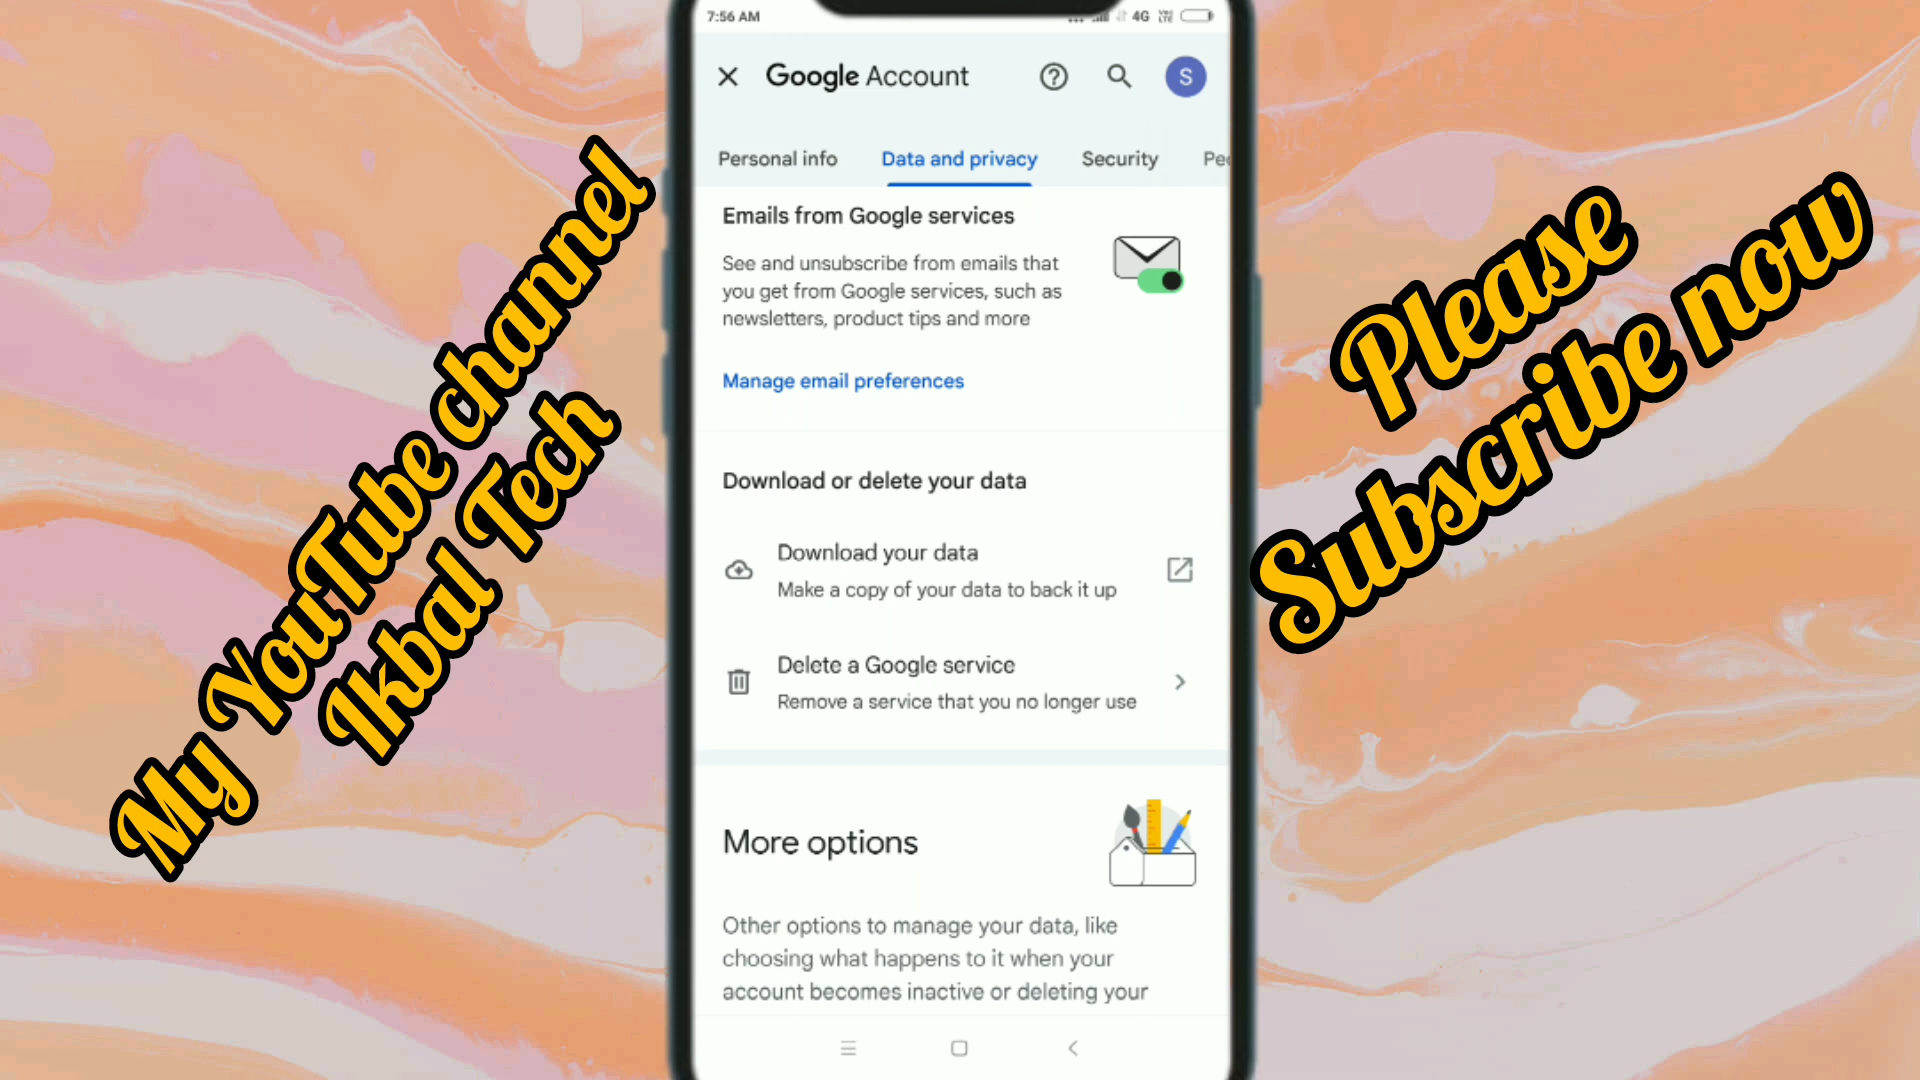 7:56 AM
4G
Google Account
S
Personal info
Data and privacy
Security
Emails from Google services
See and unsubscribe from emails that
you get from Google services, such as
newsletters, product tips and more
Manage email preferences
Download or delete your data
Download your data
Make a copy of your data to back it up
Delete a Google service
Remove a service that you no longer use
More options
Other options to manage your data, like
choosing what happens to it when your
account becomes inactive or deleting your
My YouTube channel
Ikbal Tech
Please
Subscribe now